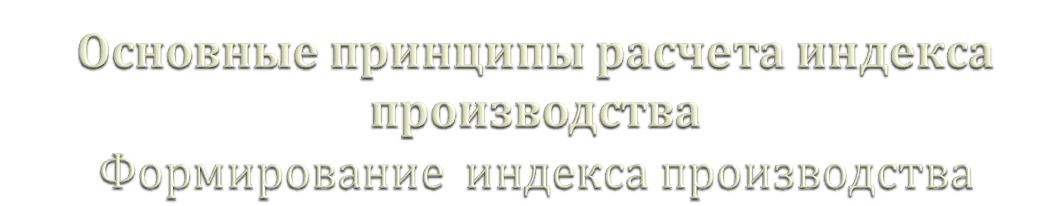 Основные принципы расчета индекса
производства
Формирование индекса производства